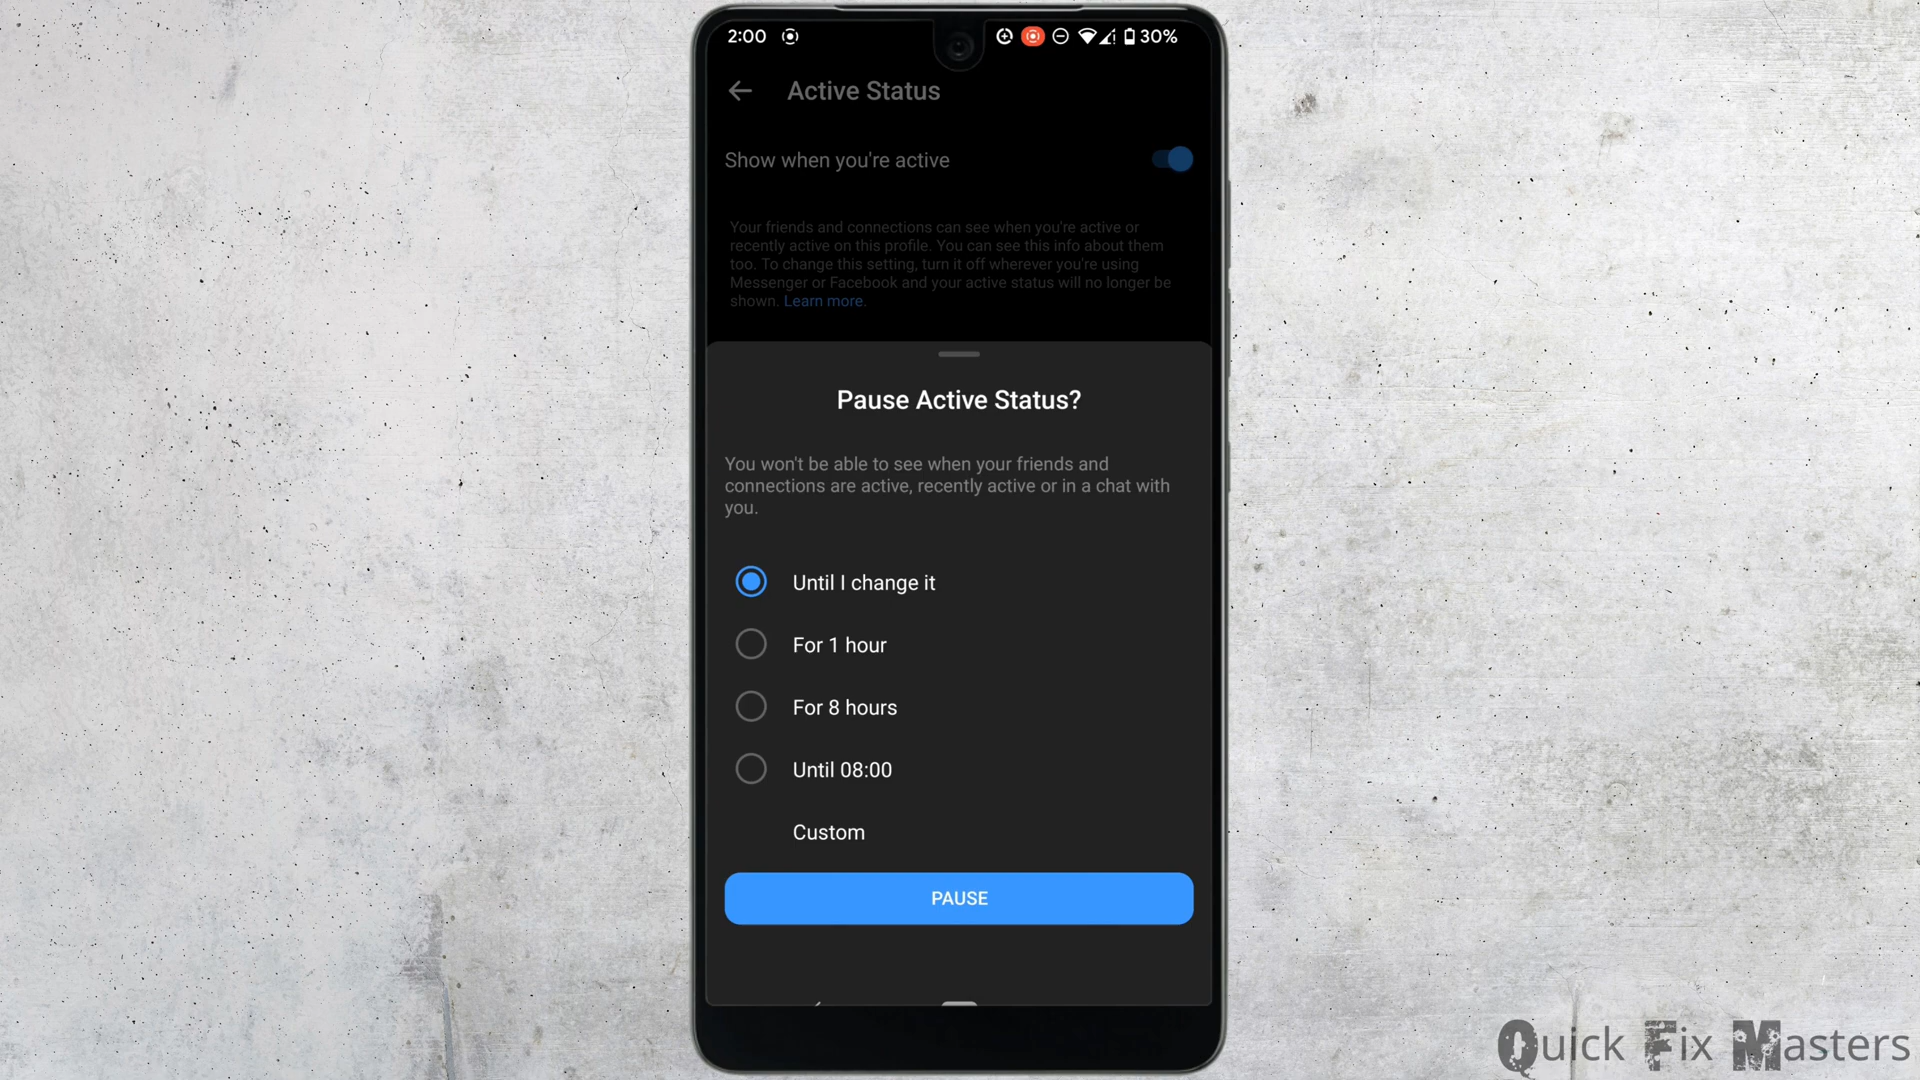 2:00
30%
Active Status
Show when you're active
Your friends and connections can see when you're active or
recently active on this profile. You can see this info about them
too. To change this setting, turn it off wherever you're using
Messenger or Facebook and your active status will no longer be
shown. Learn more.
Pause Active Status?
You won't be able to see when your friends and
connections are active, recently active or in a chat with
you.
Until I change it
For 1 hour
For 8 hours
Until 08:00
Custom
PAUSE
Quick Fix Masters